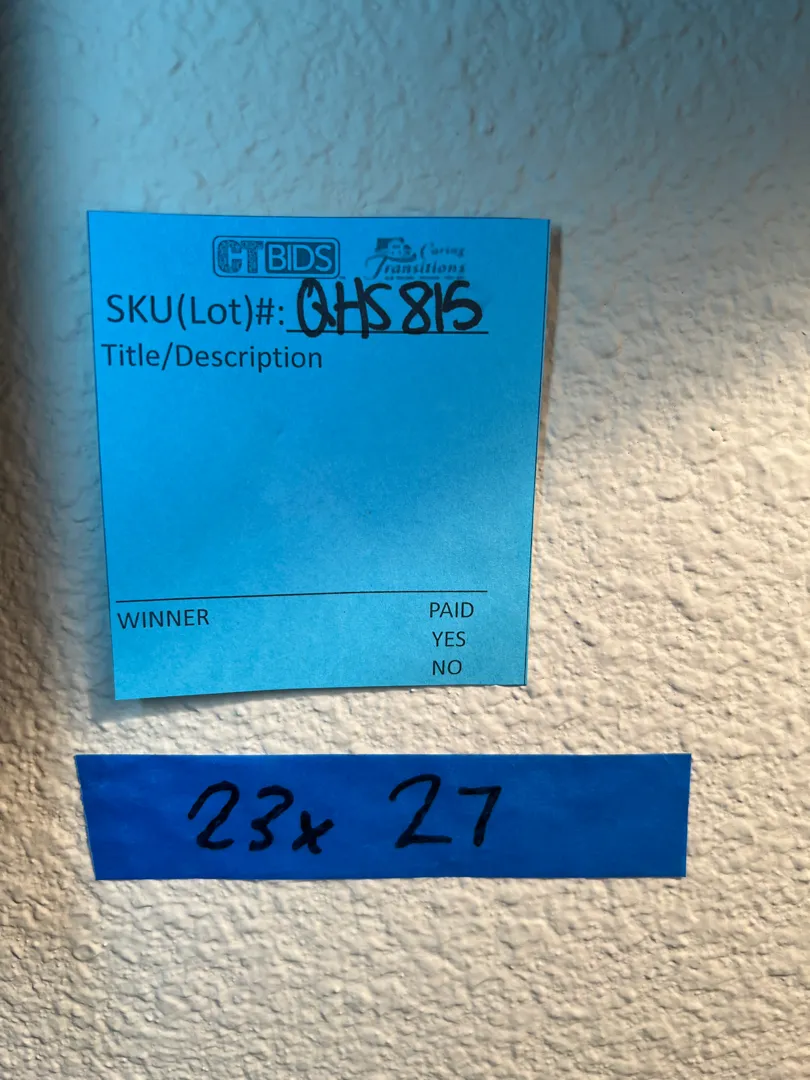 CTBIDS Caring
Transitions
SKU(Lot)#: QHS815
Title/Description
WINNER PAID
YES
NO
23x 27